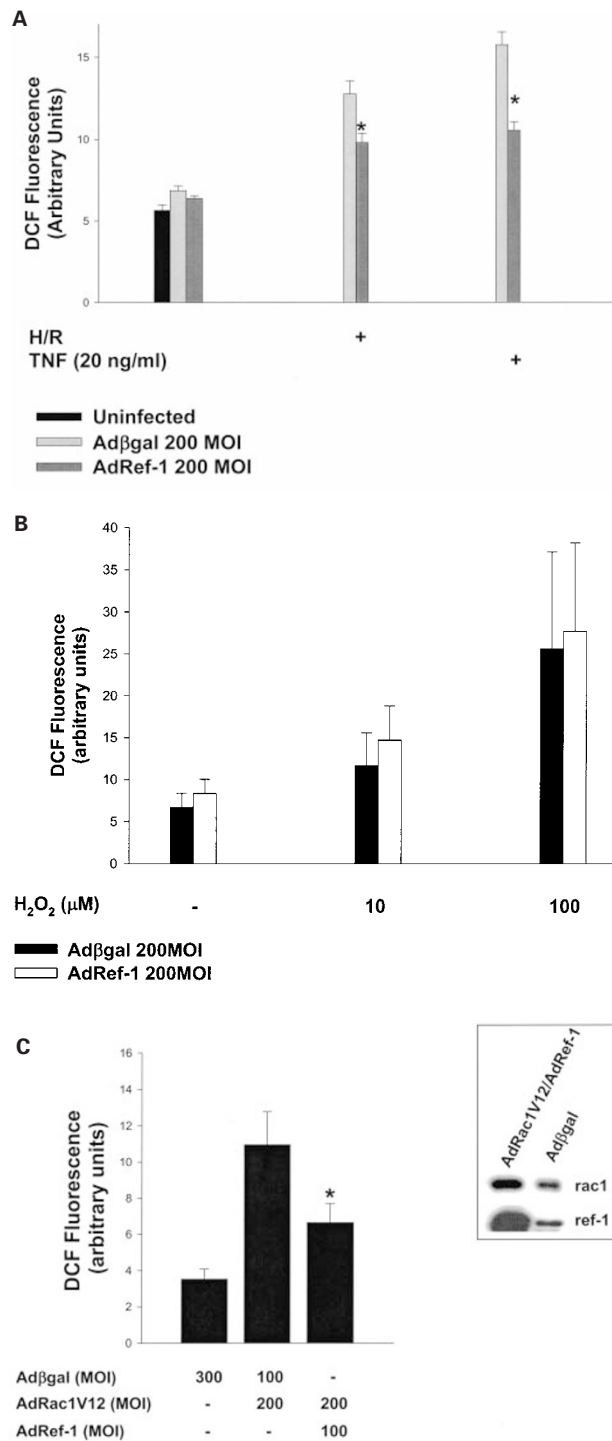 A
DCF Fluorescence
(Arbitrary Units)
15
10
5
0
*
*
H/R +
TNF (20 ng/ml) +
Uninfected
Adβgal 200 MOI
AdRef-1 200 MOI
B
DCF Fluorescence
(arbitrary units)
40
35
30
25
20
15
10
5
0
H₂O₂ (μM) - 10 100
Adβgal 200MOI
AdRef-1 200MOI
C
DCF Fluorescence
(arbitrary units)
16
14
12
10
8
6
4
2
0
*
Adβgal (MOI) 300 100 -
AdRac1V12 (MOI) - 200 200
AdRef-1 (MOI) - - 100
AdRac1V12/AdRef-1
Adβgal
rac1
ref-1